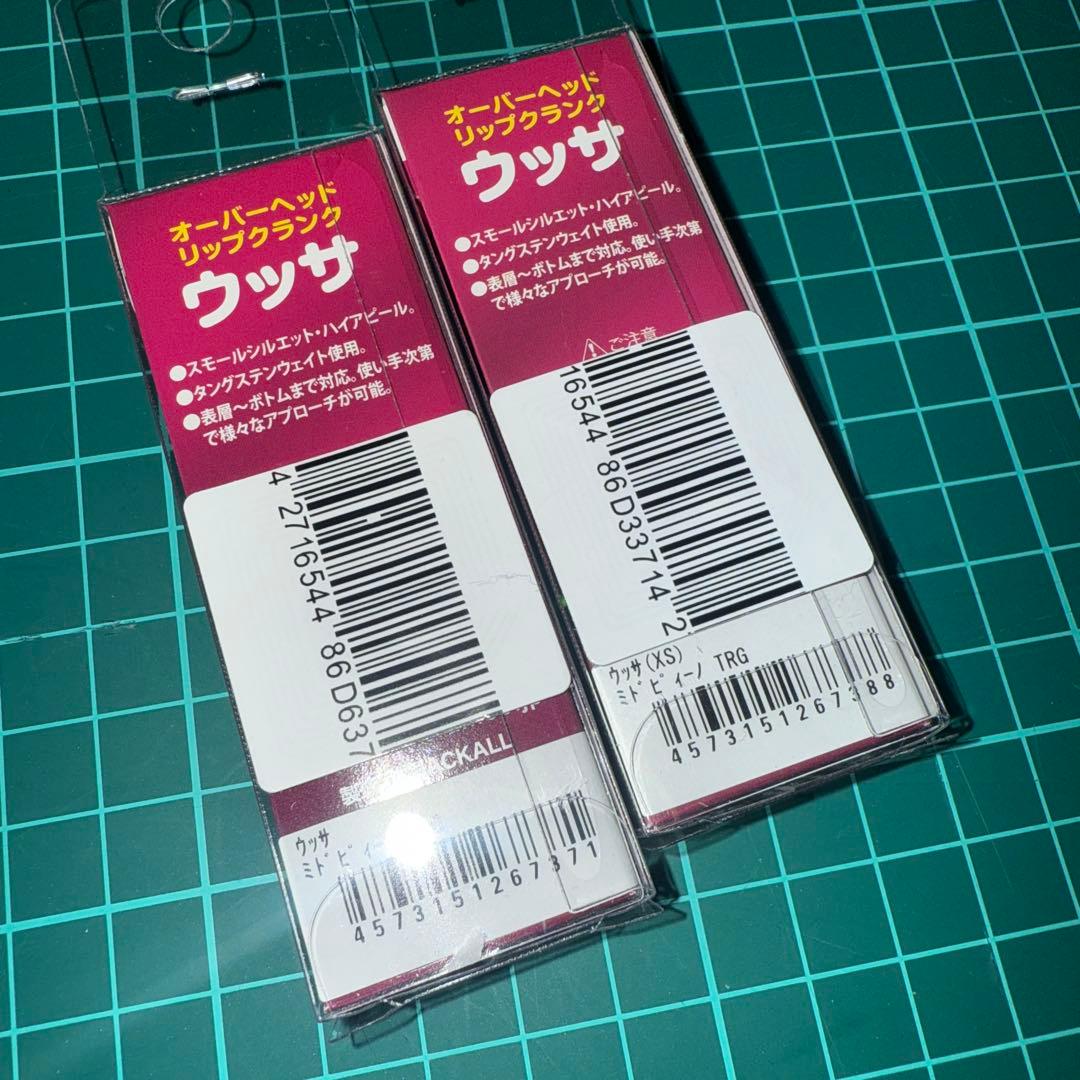 オーバーヘッド
リップクランク
ウッサ
●スモールシルエット・ハイアピール。
●タングステンウェイト使用。
●表層〜ボトムまで対応。使い手次第
で様々なアプローチが可能。
4 2716544 86D637
ACKALL
ウッサ
ミドピィ
4573151267371
オーバーヘッド
リップクランク
ウッサ
●スモールシルエット・ハイアピール。
●タングステンウェイト使用。
●表層〜ボトムまで対応。使い手次第
で様々なアプローチが可能。
ご注意
16544 86D33714 2
ウッサ(XS)
ミドピィーノ TRG
4573151267388